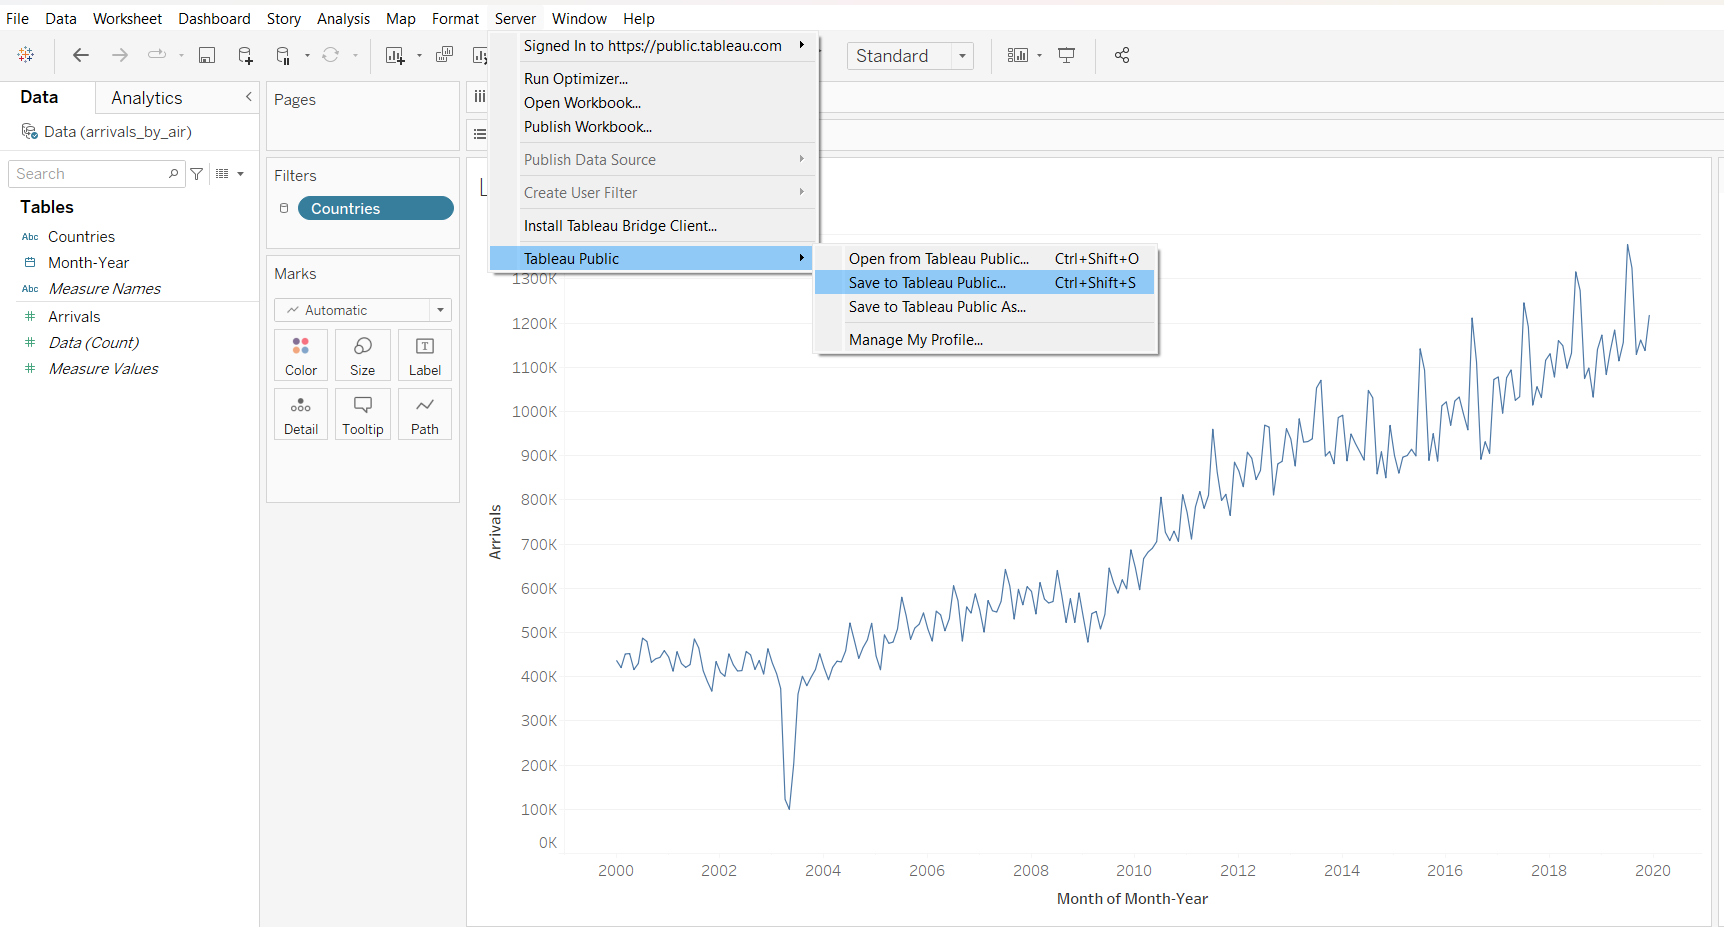 File Data Worksheet Dashboard Story Analysis Map Format Server Window Help
Standard
Signed In to https://public.tableau.com
Run Optimizer...
Open Workbook...
Publish Workbook...
Publish Data Source
Create User Filter
Install Tableau Bridge Client...
Tableau Public
Open from Tableau Public... Ctrl+Shift+O
Save to Tableau Public... Ctrl+Shift+S
Save to Tableau Public As...
Manage My Profile...
Data Analytics
Data (arrivals_by_air)
Search
Tables
Abc Countries
Month-Year
Abc Measure Names
# Arrivals
# Data (Count)
# Measure Values
Pages
Filters
Countries
Marks
Automatic
Color Size T Label
Detail Tooltip Path
1300K
1200K
1100K
1000K
900K
800K
700K
600K
500K
400K
300K
200K
100K
0K
Arrivals
2000 2002 2004 2006 2008 2010 2012 2014 2016 2018 2020
Month of Month-Year